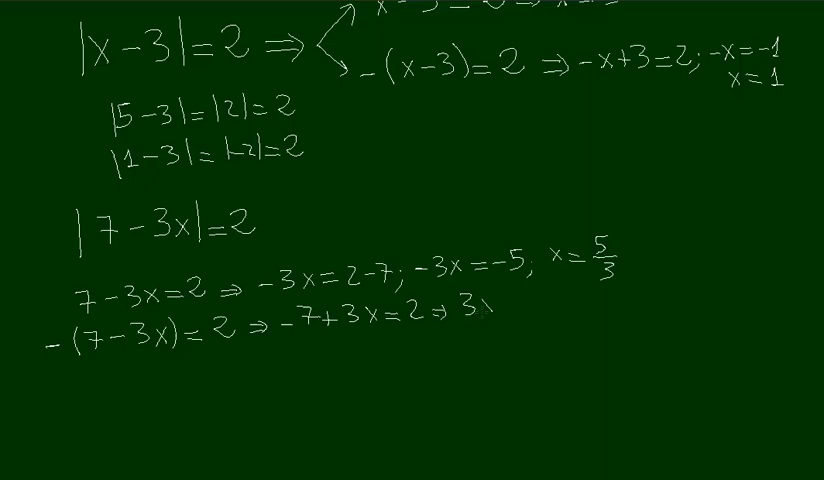 |x-3|=2 ⇒
-(x-3)=2 ⇒ -x+3=2; -x=-1
x=1
|5-3|=|2|=2
|1-3|=|-2|=2
|7-3x|=2
7-3x=2 ⇒ -3x=2-7; -3x=-5; x=5/3
-(7-3x)=2 ⇒ -7+3x=2 ⇒ 3